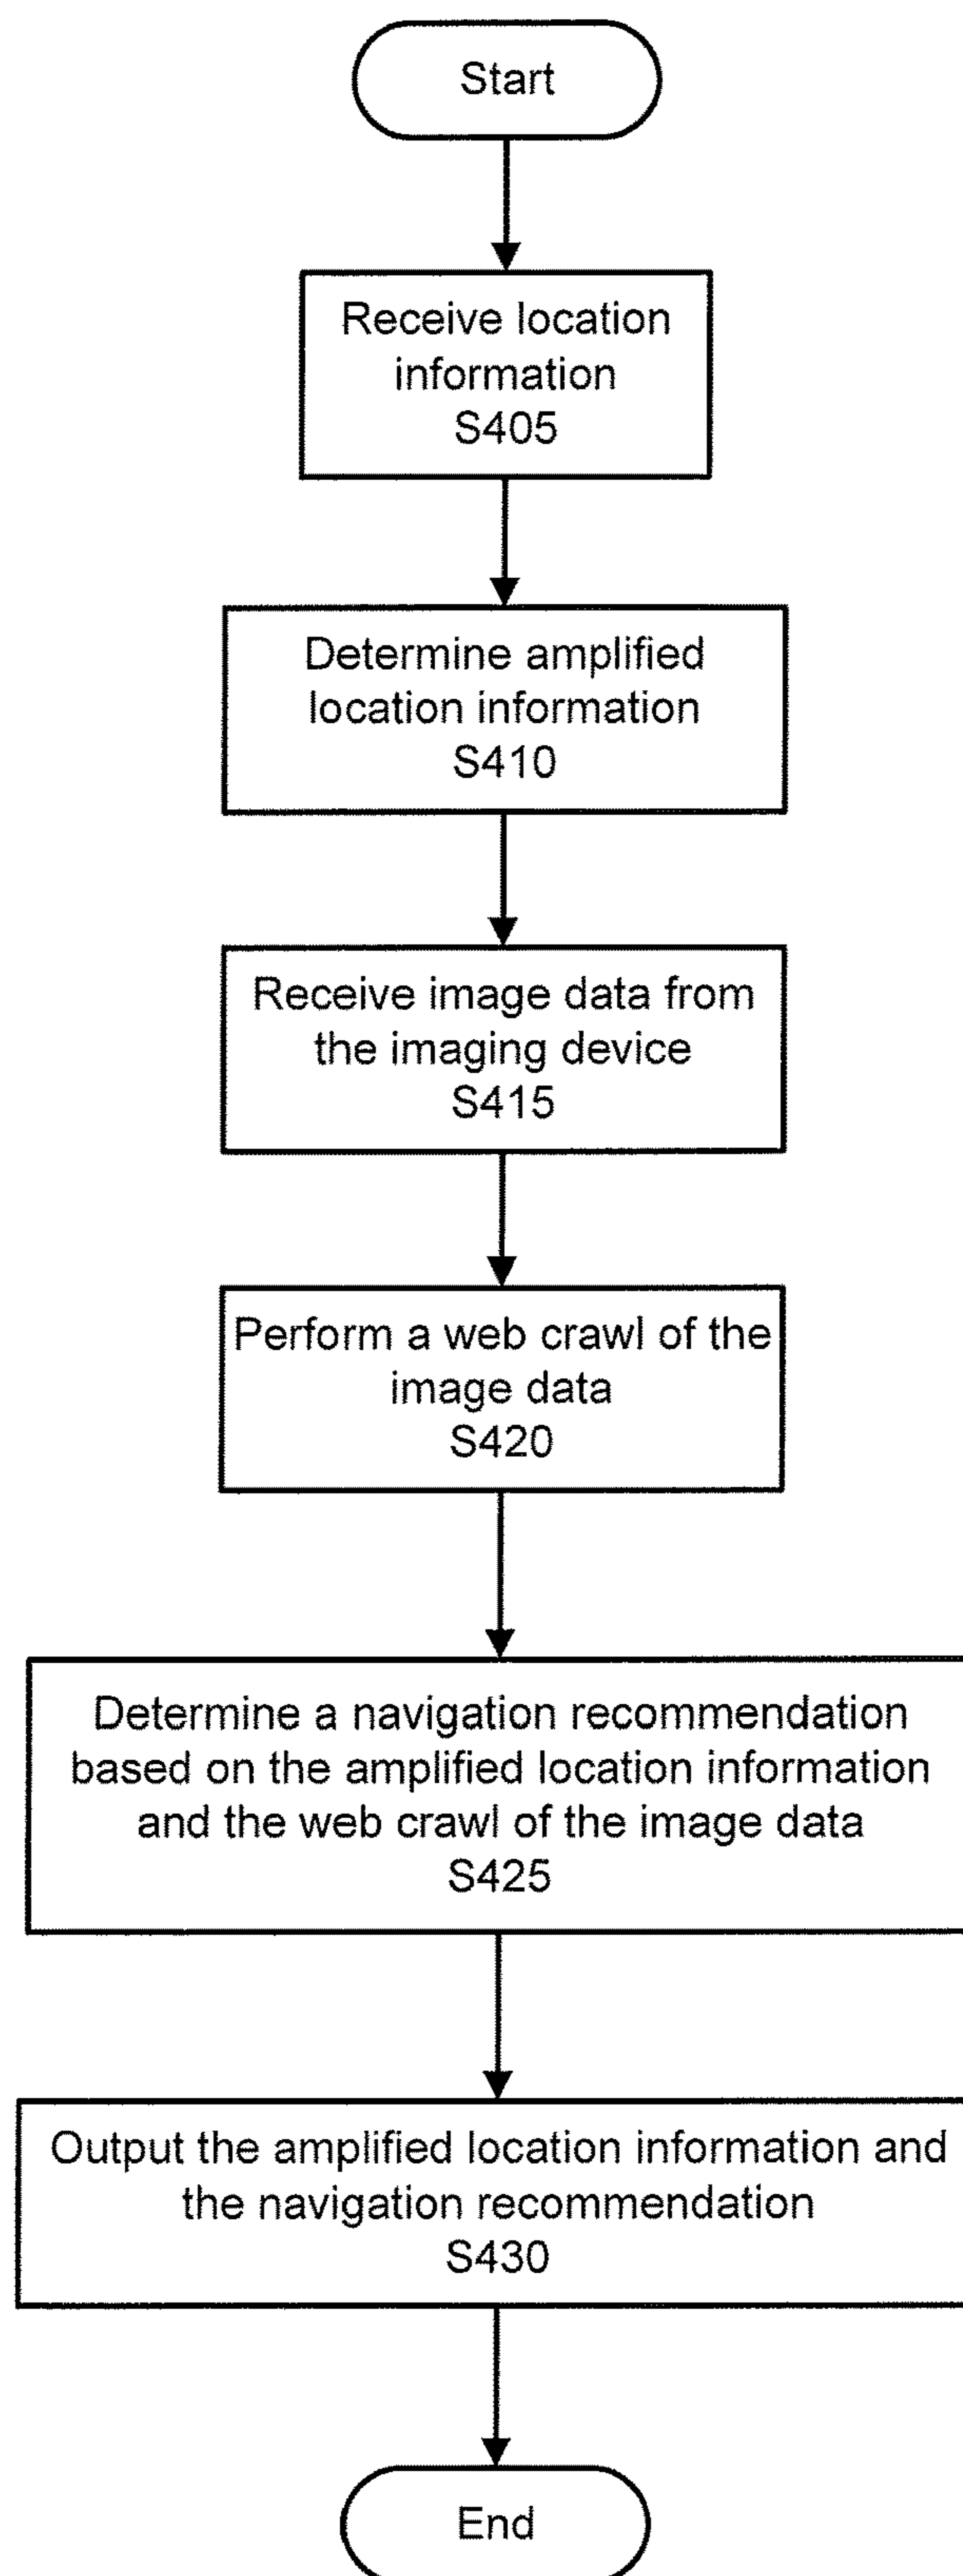 Start
Receive location
information
S405
Determine amplified
location information
S410
Receive image data from
the imaging device
S415
Perform a web crawl of the
image data
S420
Determine a navigation recommendation
based on the amplified location information
and the web crawl of the image data
S425
Output the amplified location information and
the navigation recommendation
S430
End